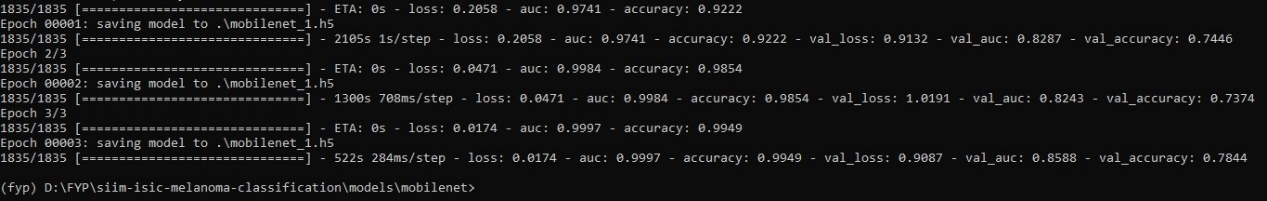 1835/1835 [==============================] - ETA: 0s - loss: 0.2058 - auc: 0.9741 - accuracy: 0.9222
Epoch 00001: saving model to .\mobilenet_1.h5
1835/1835 [==============================] - 2105s 1s/step - loss: 0.2058 - auc: 0.9741 - accuracy: 0.9222 - val_loss: 0.9132 - val_auc: 0.8287 - val_accuracy: 0.7446
Epoch 2/3
1835/1835 [==============================] - ETA: 0s - loss: 0.0471 - auc: 0.9984 - accuracy: 0.9854
Epoch 00002: saving model to .\mobilenet_1.h5
1835/1835 [==============================] - 1300s 708ms/step - loss: 0.0471 - auc: 0.9984 - accuracy: 0.9854 - val_loss: 1.0191 - val_auc: 0.8243 - val_accuracy: 0.7374
Epoch 3/3
1835/1835 [==============================] - ETA: 0s - loss: 0.0174 - auc: 0.9997 - accuracy: 0.9949
Epoch 00003: saving model to .\mobilenet_1.h5
1835/1835 [==============================] - 522s 284ms/step - loss: 0.0174 - auc: 0.9997 - accuracy: 0.9949 - val_loss: 0.9087 - val_auc: 0.8588 - val_accuracy: 0.7844
(fyp) D:\FYP\siim-isic-melanoma-classification\models\mobilenet>